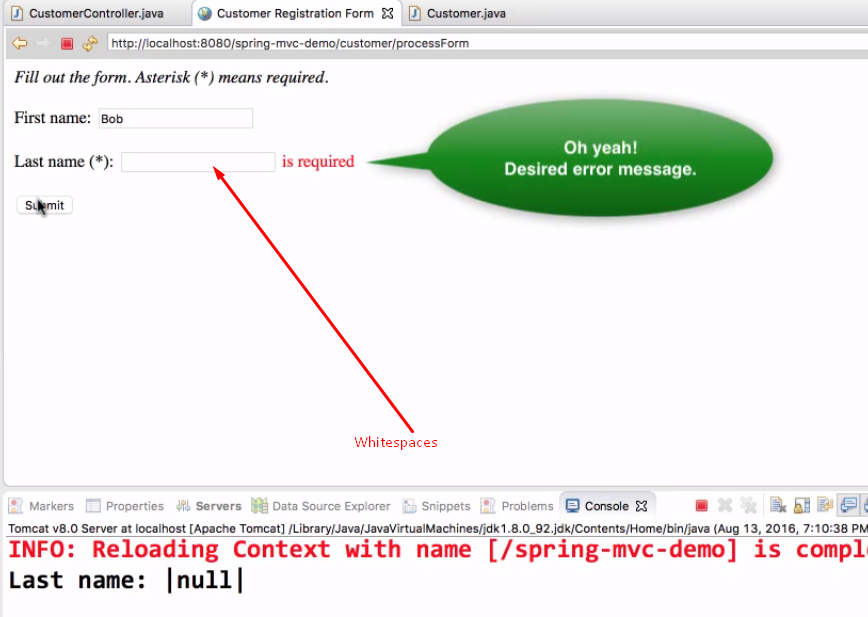 CustomerController.java
Customer Registration Form
Customer.java
http://localhost:8080/spring-mvc-demo/customer/processForm
Fill out the form. Asterisk (*) means required.
First name: Bob
Oh yeah!
Last name (*): is required
Desired error message.
Submit
Whitespaces
Markers Properties Servers Data Source Explorer Snippets Problems Console
Tomcat v8.0 Server at localhost [Apache Tomcat] /Library/Java/JavaVirtualMachines/jdk1.8.0_92.jdk/Contents/Home/bin/java (Aug 13, 2016, 7:10:38 PM
INFO: Reloading Context with name [/spring-mvc-demo] is compl
Last name: |null|